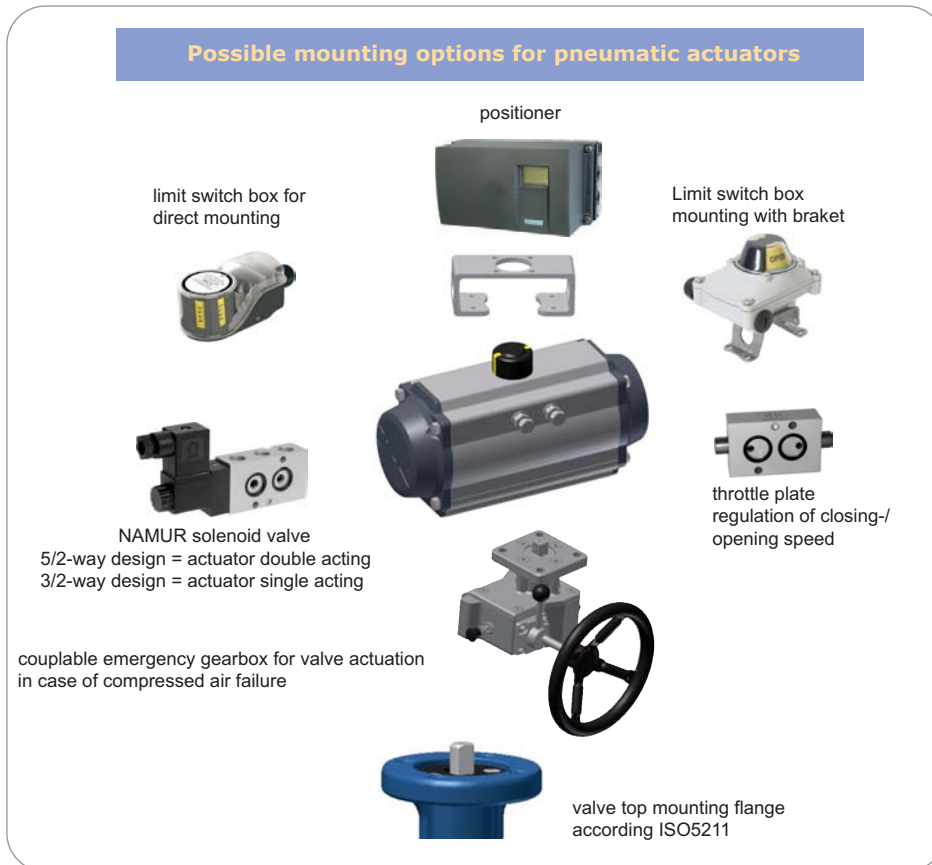 Possible mounting options for pneumatic actuators
positioner
limit switch box for
direct mounting
Limit switch box
mounting with braket
OPEN
NAMUR solenoid valve
5/2-way design = actuator double acting
3/2-way design = actuator single acting
throttle plate
regulation of closing-/
opening speed
couplable emergency gearbox for valve actuation
in case of compressed air failure
valve top mounting flange
according ISO5211